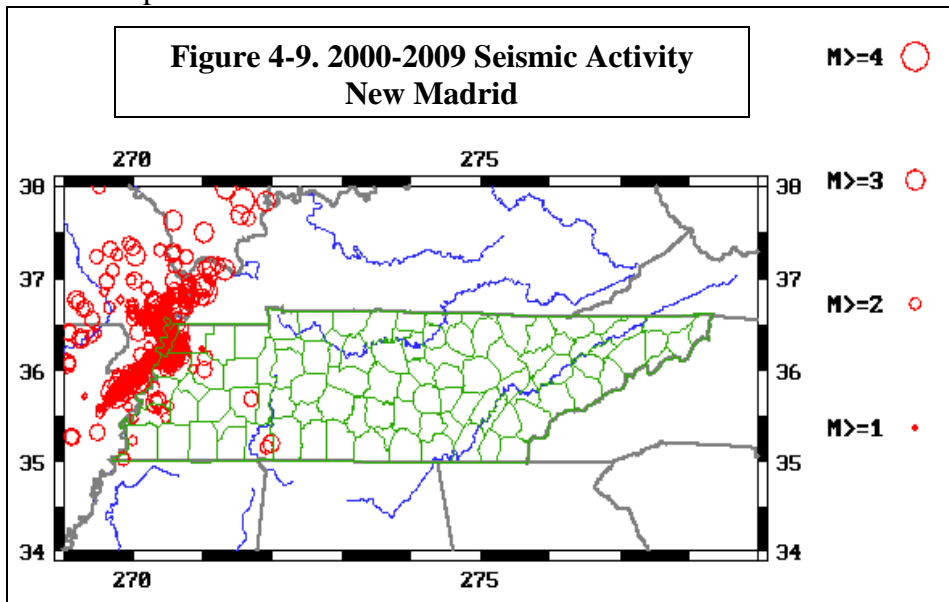 Figure 4-9. 2000-2009 Seismic Activity
New Madrid
M>=4
M>=3
M>=2
M>=1
270 275
38 38
37 37
36 36
35 35
34 34
270 275